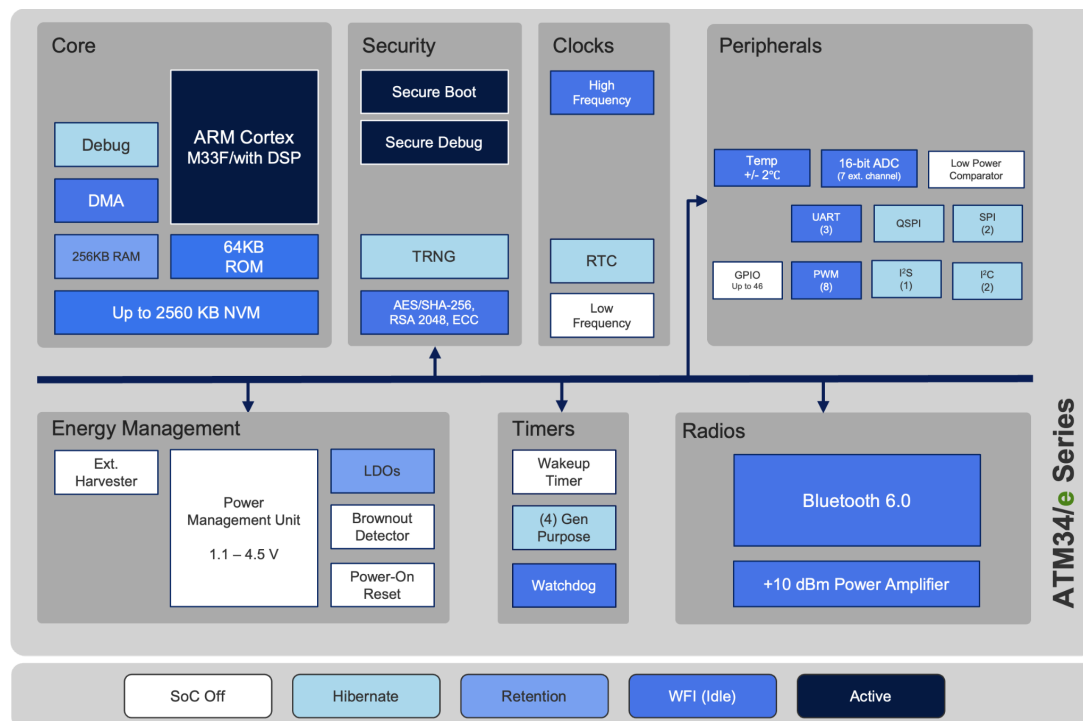 Core
Debug
DMA
256KB RAM
ARM Cortex
M33F/with DSP
64KB
ROM
Up to 2560 KB NVM
Security
Secure Boot
Secure Debug
TRNG
AES/SHA-256,
RSA 2048, ECC
Clocks
High
Frequency
RTC
Low
Frequency
Peripherals
Temp
+/- 2℃
16-bit ADC
(7 ext. channel)
Low Power
Comparator
UART
(3)
QSPI
SPI
(2)
GPIO
Up to 46
PWM
(8)
I²S
(1)
I²C
(2)
Energy Management
Ext.
Harvester
Power
Management Unit
1.1 – 4.5 V
LDOs
Brownout
Detector
Power-On
Reset
Timers
Wakeup
Timer
(4) Gen
Purpose
Watchdog
Radios
Bluetooth 6.0
+10 dBm Power Amplifier
ATM34/e Series
SoC Off
Hibernate
Retention
WFI (Idle)
Active